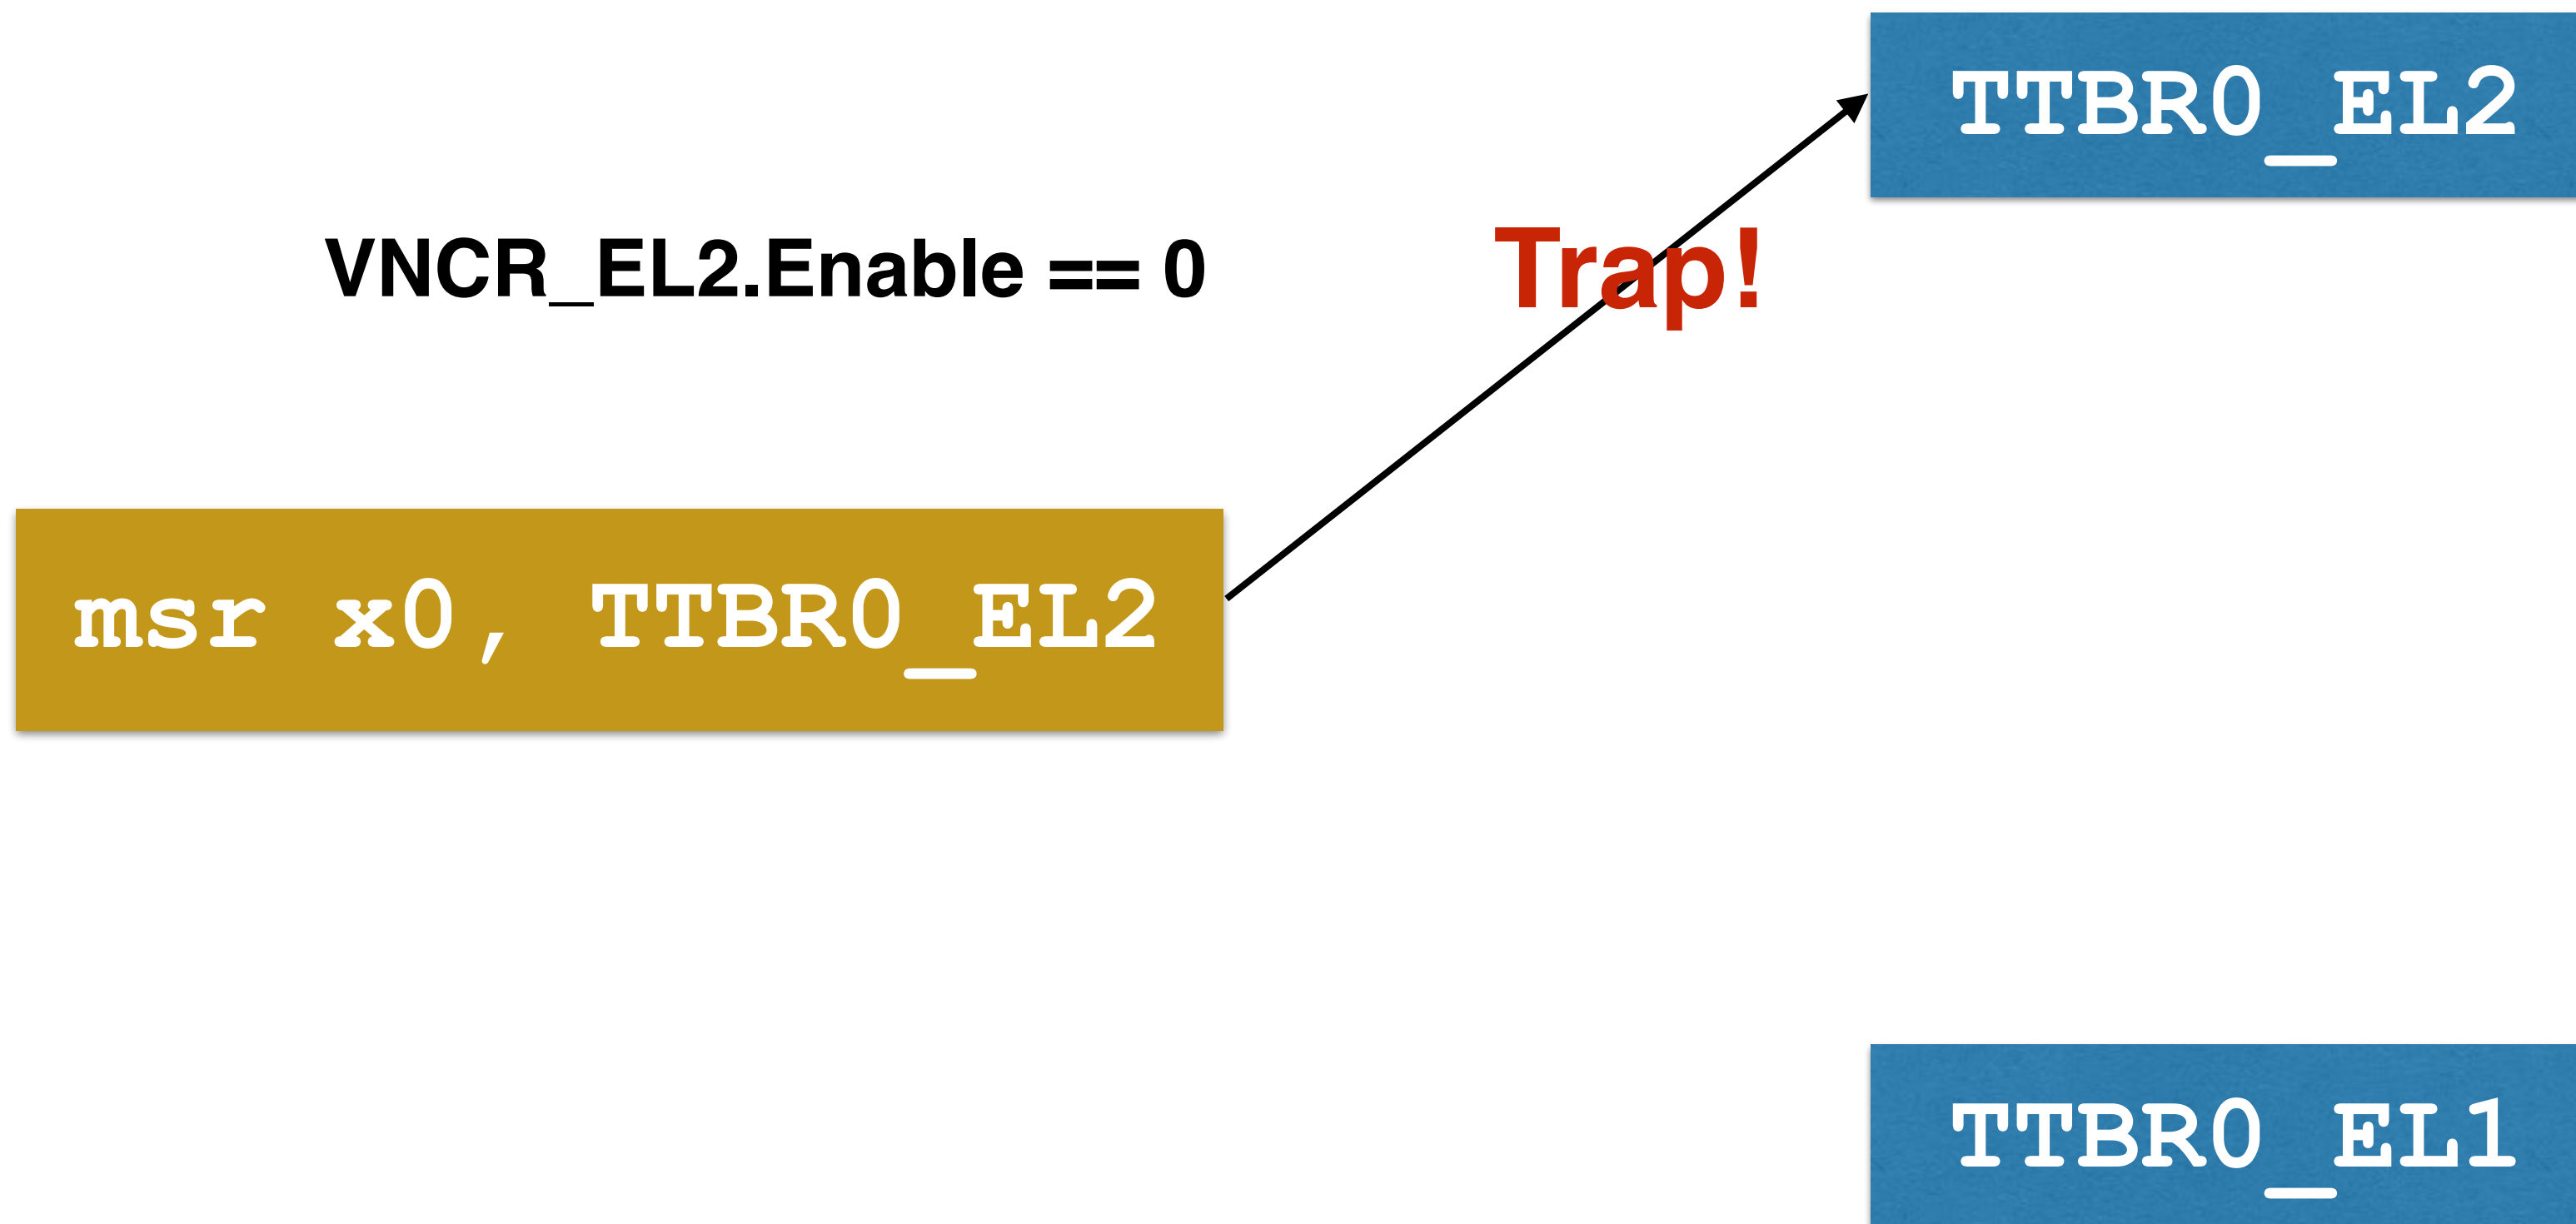 TTBR0_EL2
VNCR_EL2.Enable == 0
Trap!
msr x0, TTBR0_EL2
TTBR0_EL1